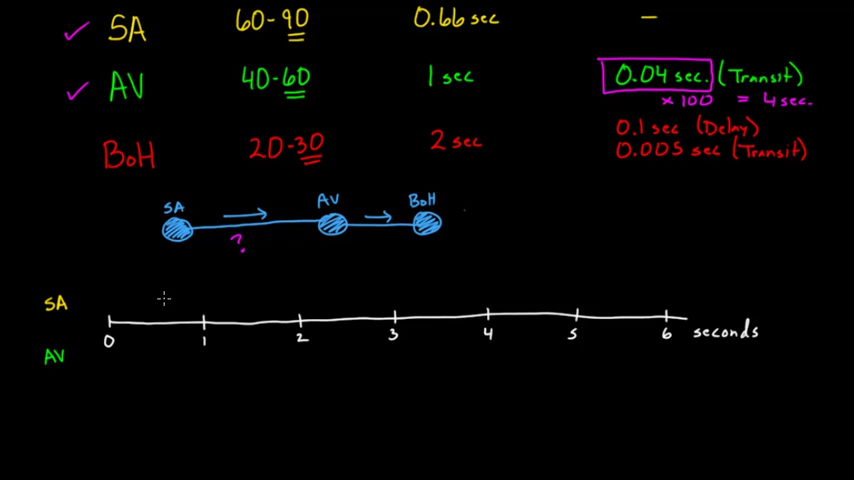 SA 60-90 0.66 sec –
AV 40-60 1 sec 0.04 sec. (Transit)
x 100 = 4 sec.
0.1 sec (Delay)
BoH 20-30 2 sec 0.005 sec (Transit)
SA AV BoH
?
SA
0 1 2 3 4 5 6 seconds
AV